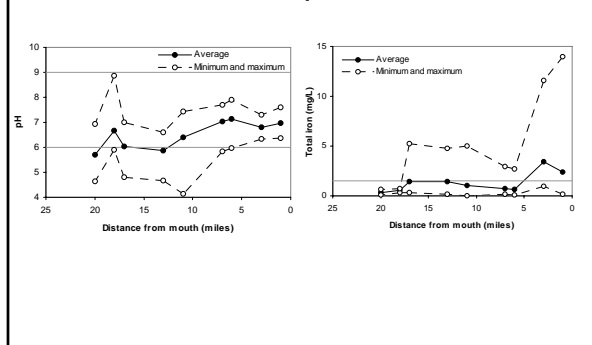 Average
Minimum and maximum
pH
10
9
8
7
6
5
4
25 20 15 10 5 0
Distance from mouth (miles)
Average
Minimum and maximum
Total iron (mg/L)
15
10
5
0
25 20 15 10 5 0
Distance from mouth (miles)